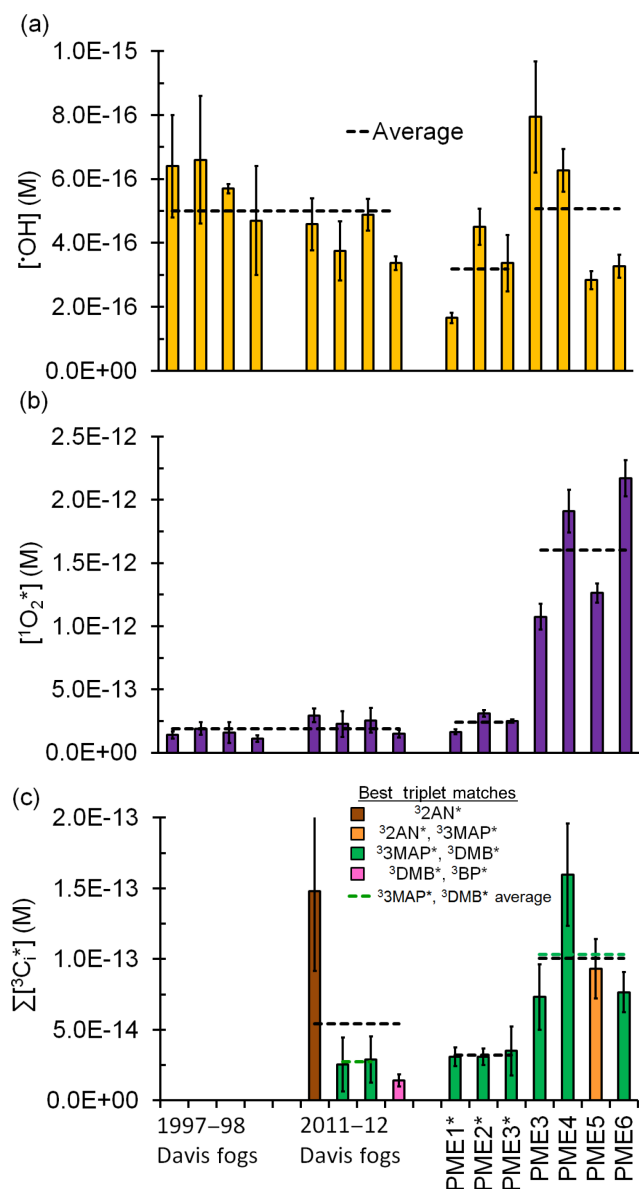 (a)
1.0E-15
8.0E-16
6.0E-16
4.0E-16
2.0E-16
0.0E+00
[•OH] (M)
Average
(b)
2.5E-12
2.0E-12
1.5E-12
1.0E-12
5.0E-13
0.0E+00
[¹O₂*] (M)
(c)
2.0E-13
1.5E-13
1.0E-13
5.0E-14
0.0E+00
Σ[³Cᵢ*] (M)
Best triplet matches
³2AN*
³2AN*, ³3MAP*
³3MAP*, ³DMB*
³DMB*, ³BP*
³3MAP*, ³DMB* average
1997–98
Davis fogs
2011–12
Davis fogs
PME1*
PME2*
PME3*
PME3
PME4
PME5
PME6